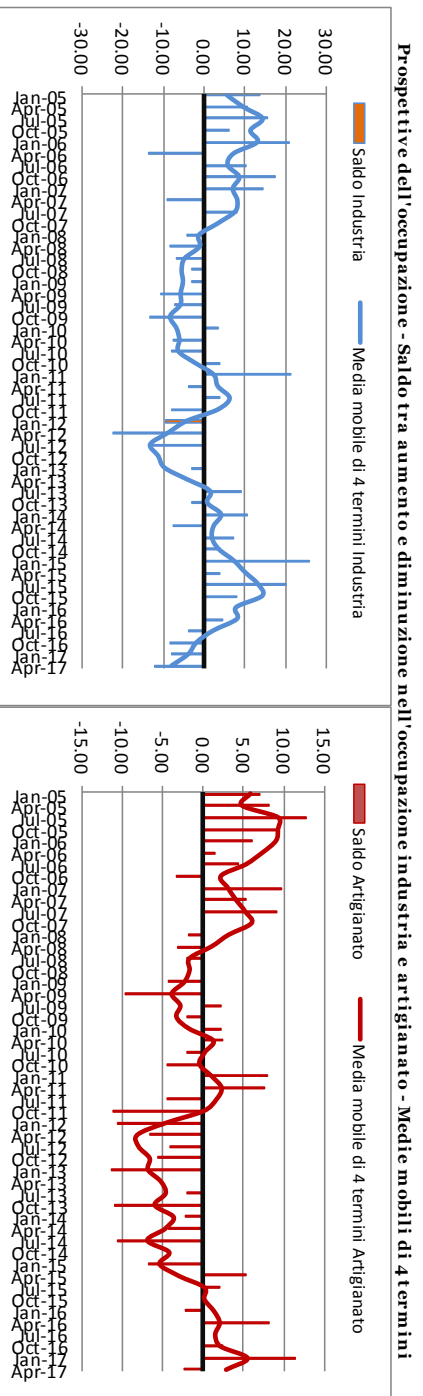 Prospettive dell'occupazione - Saldo tra aumento e diminuzione nell'occupazione industria e artigianato - Medie mobili di 4 termini
Saldo Industria
Media mobile di 4 termini Industria
30.00
20.00
10.00
0.00
-10.00
-20.00
-30.00
Jan-05
Apr-05
Jul-05
Oct-05
Jan-06
Apr-06
Jul-06
Oct-06
Jan-07
Apr-07
Jul-07
Oct-07
Jan-08
Apr-08
Jul-08
Oct-08
Jan-09
Apr-09
Jul-09
Oct-09
Jan-10
Apr-10
Jul-10
Oct-10
Jan-11
Apr-11
Jul-11
Oct-11
Jan-12
Apr-12
Jul-12
Oct-12
Jan-13
Apr-13
Jul-13
Oct-13
Jan-14
Apr-14
Jul-14
Oct-14
Jan-15
Apr-15
Jul-15
Oct-15
Jan-16
Apr-16
Jul-16
Oct-16
Jan-17
Apr-17
Saldo Artigianato
Media mobile di 4 termini Artigianato
15.00
10.00
5.00
0.00
-5.00
-10.00
-15.00
Jan-05
Apr-05
Jul-05
Oct-05
Jan-06
Apr-06
Jul-06
Oct-06
Jan-07
Apr-07
Jul-07
Oct-07
Jan-08
Apr-08
Jul-08
Oct-08
Jan-09
Apr-09
Jul-09
Oct-09
Jan-10
Apr-10
Jul-10
Oct-10
Jan-11
Apr-11
Jul-11
Oct-11
Jan-12
Apr-12
Jul-12
Oct-12
Jan-13
Apr-13
Jul-13
Oct-13
Jan-14
Apr-14
Jul-14
Oct-14
Jan-15
Apr-15
Jul-15
Oct-15
Jan-16
Apr-16
Jul-16
Oct-16
Jan-17
Apr-17